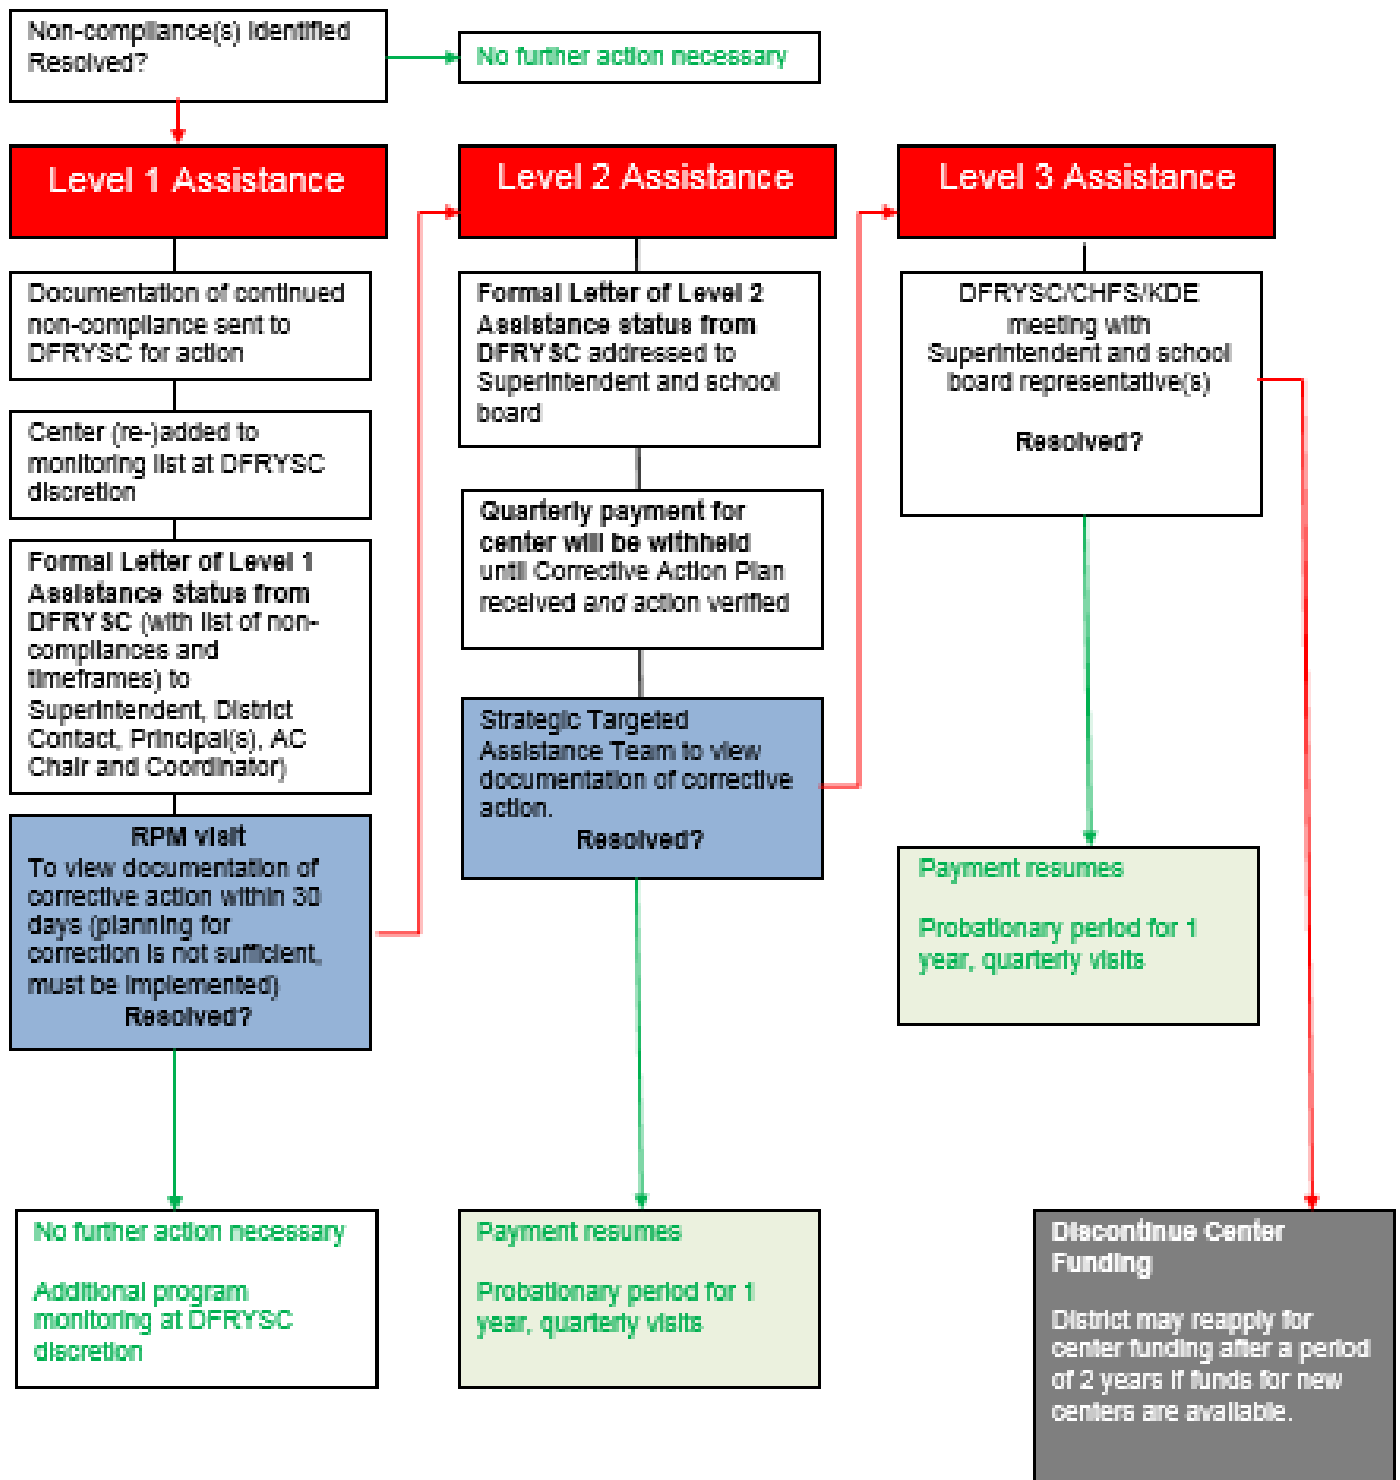 Non-compliance(s) Identified
Resolved?
No further action necessary
Level 1 Assistance
Documentation of continued
non-compliance sent to
DFRYSC for action
Center (re-)added to
monitoring list at DFRYSC
discretion
Formal Letter of Level 1
Assistance Status from
DFRYSC (with list of non-
compliances and
timeframes) to
Superintendent, District
Contact, Principal(s), AC
Chair and Coordinator)
RPM visit
To view documentation of
corrective action within 30
days (planning for
correction is not sufficient,
must be implemented)
Resolved?
No further action necessary
Additional program
monitoring at DFRYSC
discretion
Level 2 Assistance
Formal Letter of Level 2
Assistance status from
DFRYSC addressed to
Superintendent and school
board
Quarterly payment for
center will be withheld
until Corrective Action Plan
received and action verified
Strategic Targeted
Assistance Team to view
documentation of corrective
action.
Resolved?
Payment resumes
Probationary period for 1
year, quarterly visits
Level 3 Assistance
DFRYSC/CHFS/KDE
meeting with
Superintendent and school
board representative(s)
Resolved?
Payment resumes
Probationary period for 1
year, quarterly visits
Discontinue Center
Funding
District may reapply for
center funding after a period
of 2 years if funds for new
centers are available.